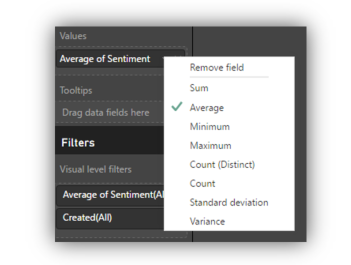 Values
Average of Sentiment
Tooltips
Drag data fields here
Filters
Visual level filters
Average of Sentiment(Al
Created(All)
Remove field
Sum
Average
Minimum
Maximum
Count (Distinct)
Count
Standard deviation
Variance